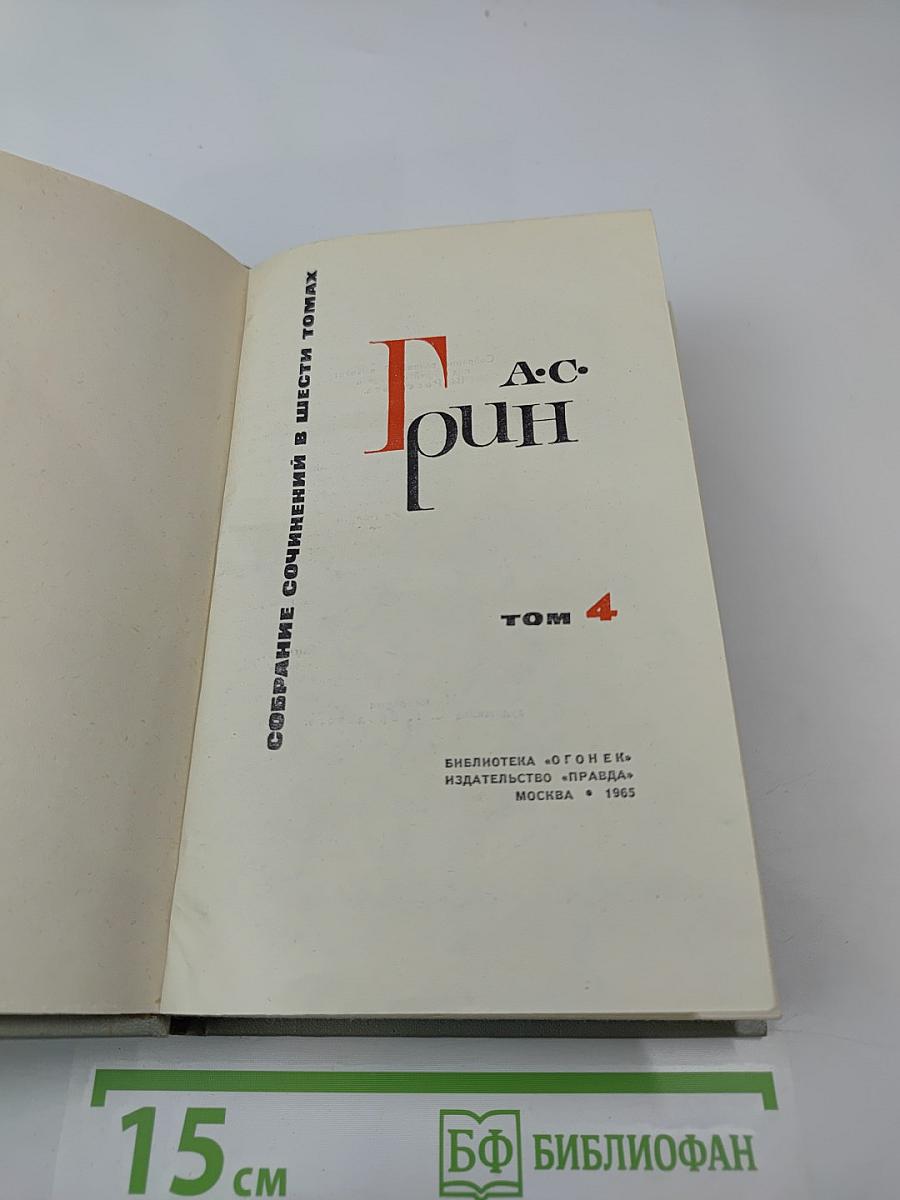 СОБРАНИЕ СОЧИНЕНИЙ В ШЕСТИ ТОМАХ
А·С·
Грин
ТОМ 4
БИБЛИОТЕКА «ОГОНЕК»
ИЗДАТЕЛЬСТВО «ПРАВДА»
МОСКВА • 1965
15 см
БФ БИБЛИОФАН